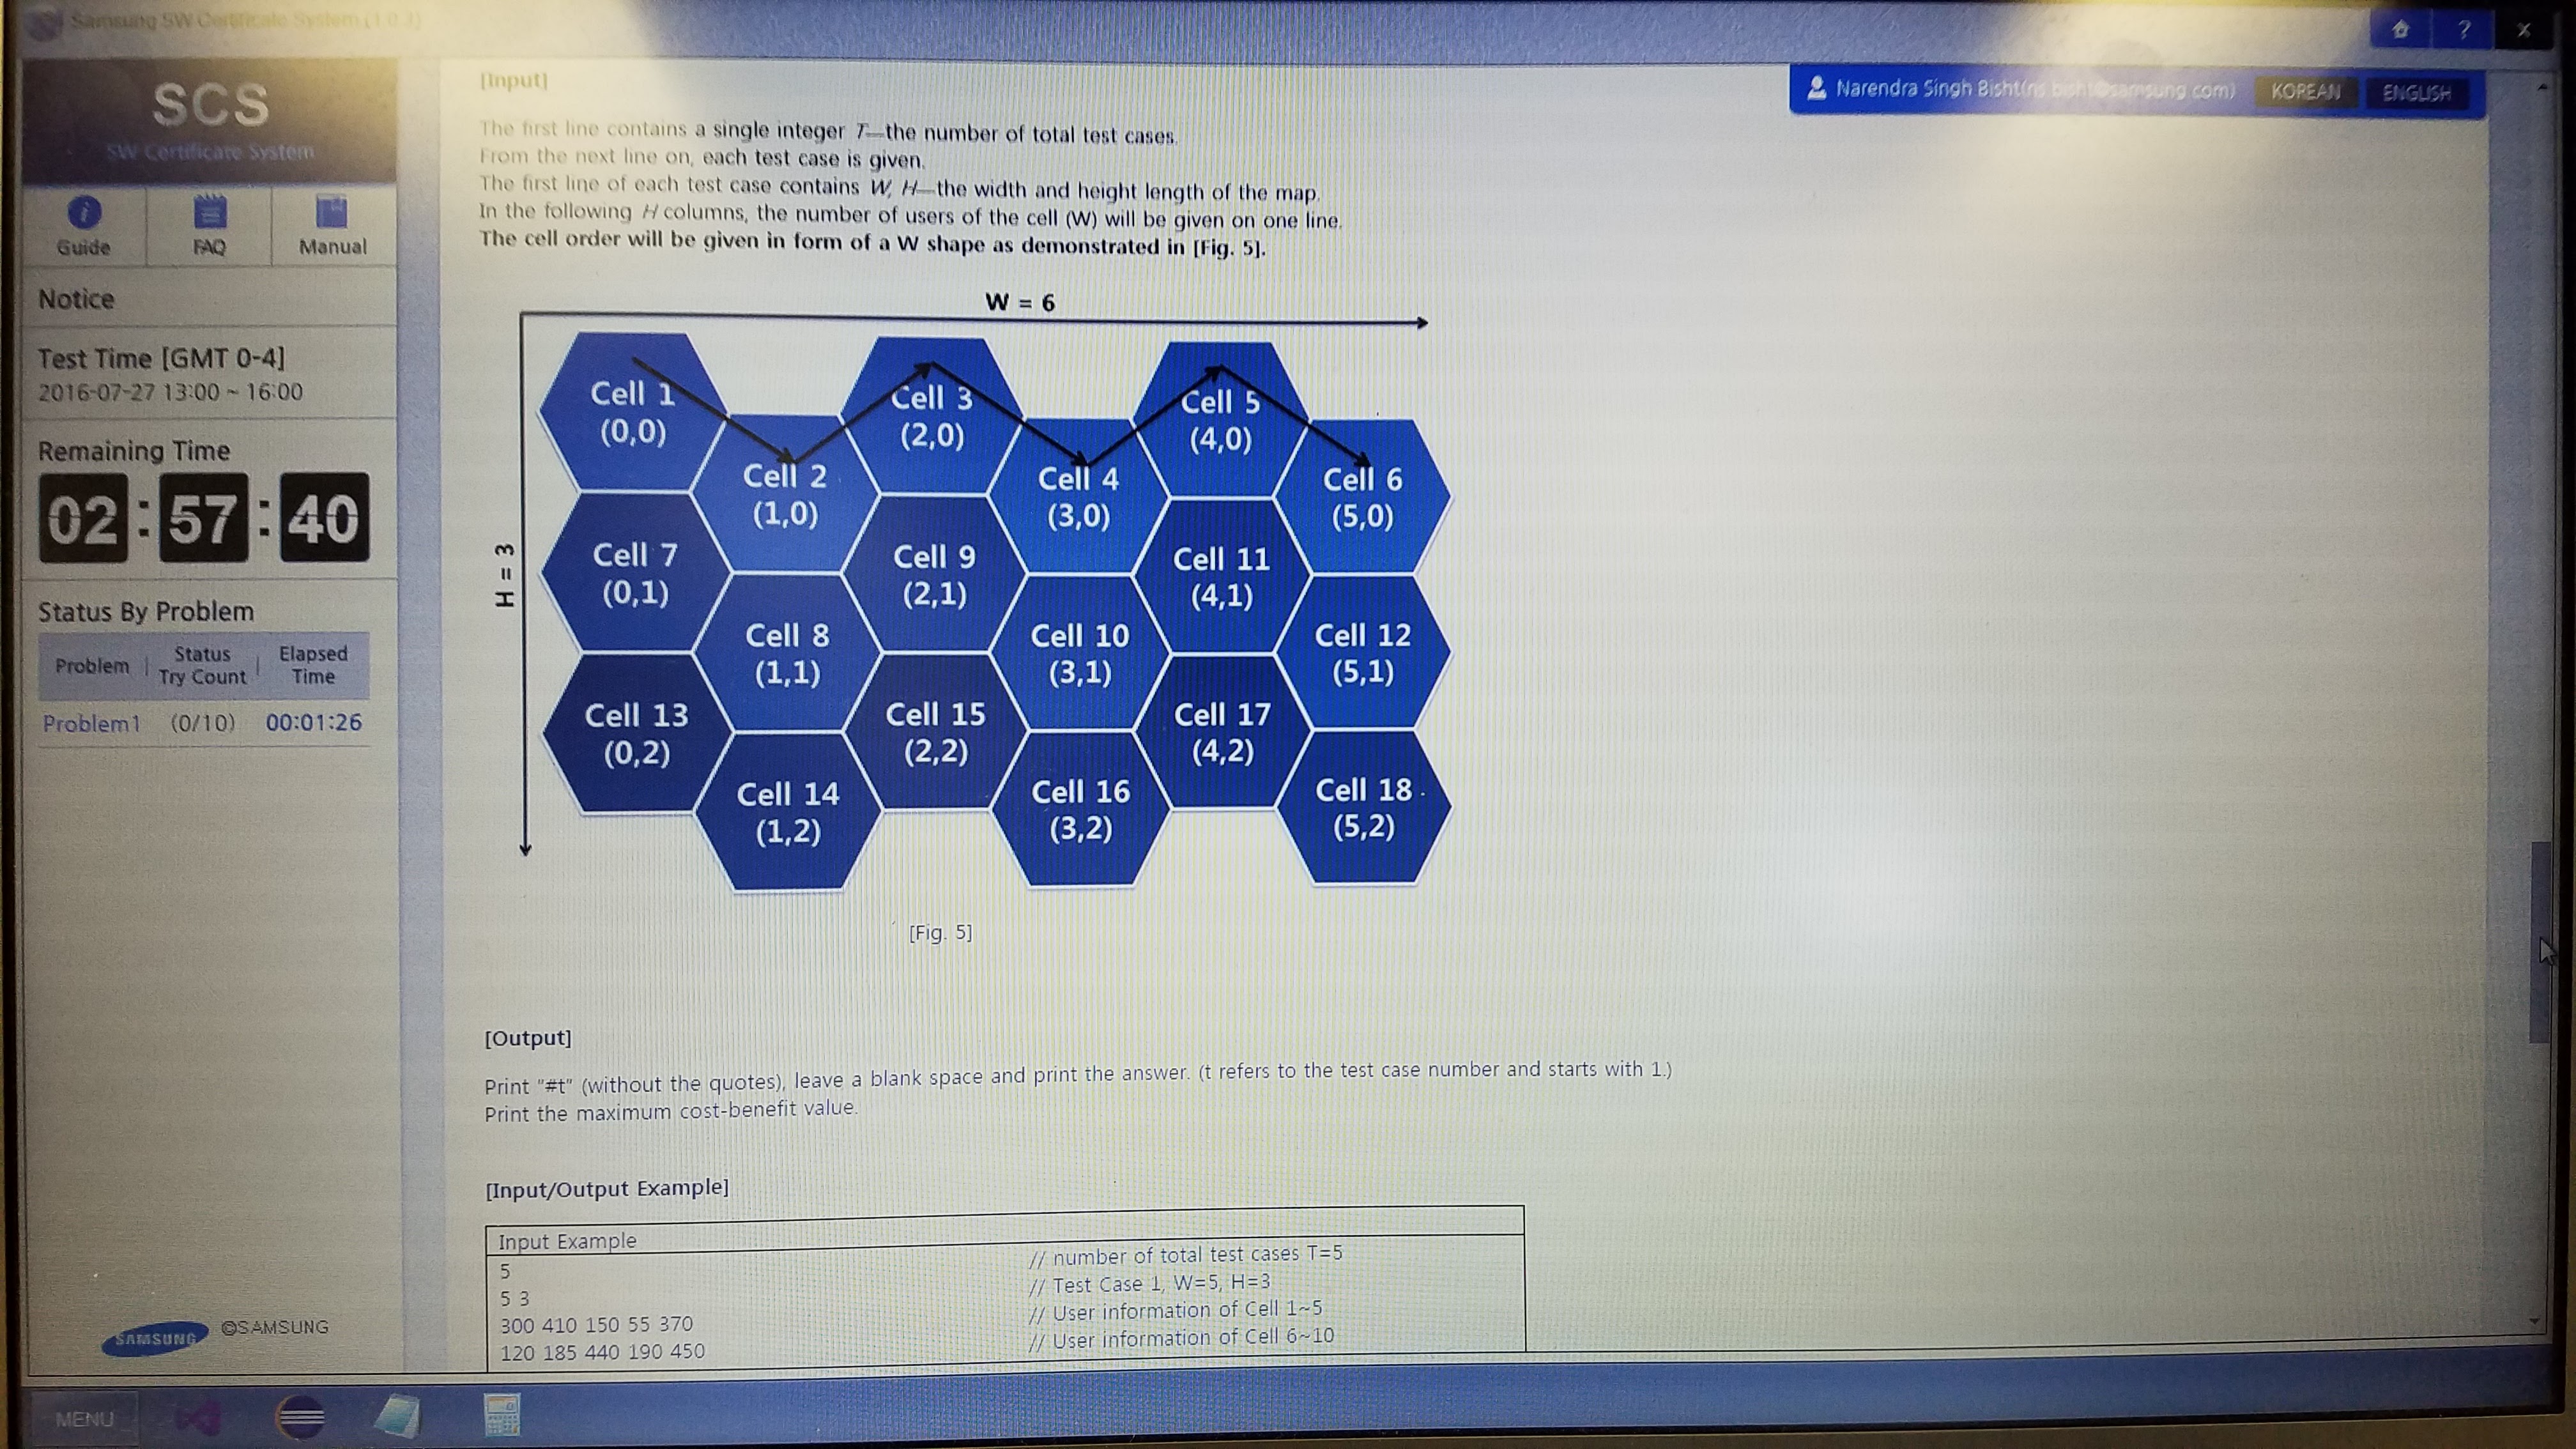 Samsung SW Certificate System (1.0.2)
?
SCS
SW Certificate System
Guide
FAQ
Manual
Notice
Test Time [GMT 0-4]
2016-07-27 13:00 ~ 16:00
Remaining Time
02 : 57 : 40
Status By Problem
Problem
Status
Try Count
Elapsed
Time
Problem1 (0/10) 00:01:26
SAMSUNG
©SAMSUNG
MENU
Narendra Singh Bisht
KOREAN
ENGLISH
[Input]
The first line contains a single integer T—the number of total test cases.
From the next line on, each test case is given.
The first line of each test case contains W, H—the width and height length of the map.
In the following H columns, the number of users of the cell (W) will be given on one line.
The cell order will be given in form of a W shape as demonstrated in [Fig. 5].
W = 6
H = 3
Cell 1
(0,0)
Cell 2
(1,0)
Cell 3
(2,0)
Cell 4
(3,0)
Cell 5
(4,0)
Cell 6
(5,0)
Cell 7
(0,1)
Cell 8
(1,1)
Cell 9
(2,1)
Cell 10
(3,1)
Cell 11
(4,1)
Cell 12
(5,1)
Cell 13
(0,2)
Cell 14
(1,2)
Cell 15
(2,2)
Cell 16
(3,2)
Cell 17
(4,2)
Cell 18
(5,2)
[Fig. 5]
[Output]
Print "#t" (without the quotes), leave a blank space and print the answer. (t refers to the test case number and starts with 1.)
Print the maximum cost-benefit value.
[Input/Output Example]
Input Example
5 // number of total test cases T=5
5 3 // Test Case 1, W=5, H=3
300 410 150 55 370 // User information of Cell 1~5
120 185 440 190 450 // User information of Cell 6~10